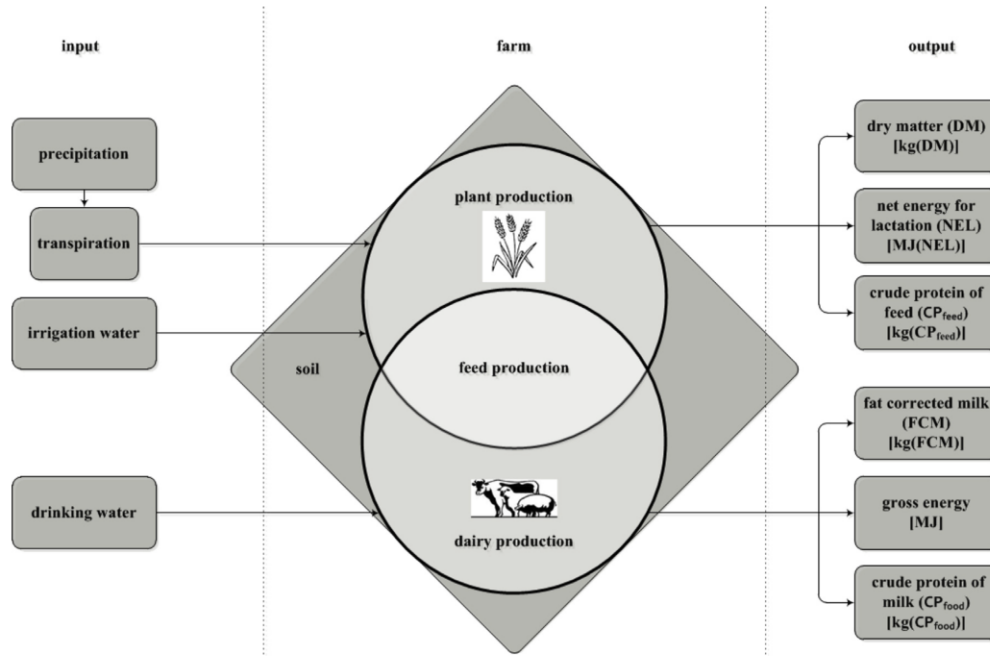 input
farm
output
precipitation
transpiration
irrigation water
drinking water
plant production
soil
feed production
dairy production
dry matter (DM)
[kg(DM)]
net energy for
lactation (NEL)
[MJ(NEL)]
crude protein of
feed (CPfeed)
[kg(CPfeed)]
fat corrected milk
(FCM)
[kg(FCM)]
gross energy
[MJ]
crude protein of
milk (CPfood)
[kg(CPfood)]